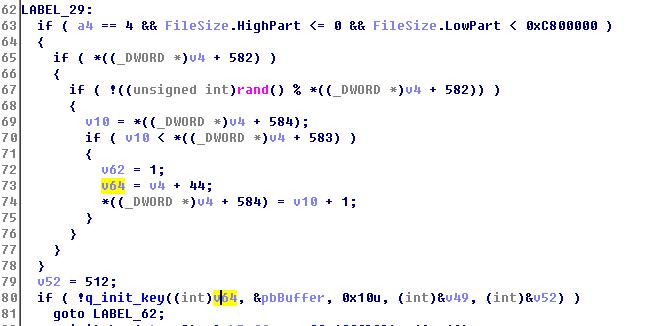 62 LABEL_29:
63 if ( a4 == 4 && FileSize.HighPart <= 0 && FileSize.LowPart < 0xC800000 )
64 {
65 if ( *((_DWORD *)v4 + 582) )
66 {
67 if ( !((unsigned int)rand() % *((_DWORD *)v4 + 582)) )
68 {
69 v10 = *((_DWORD *)v4 + 584);
70 if ( v10 < *((_DWORD *)v4 + 583) )
71 {
72 v62 = 1;
73 v64 = v4 + 44;
74 *((_DWORD *)v4 + 584) = v10 + 1;
75 }
76 }
77 }
78 }
79 v52 = 512;
80 if ( !q_init_key((int)v64, &pbBuffer, 0x10u, (int)&v49, (int)&v52) )
81 goto LABEL_62;